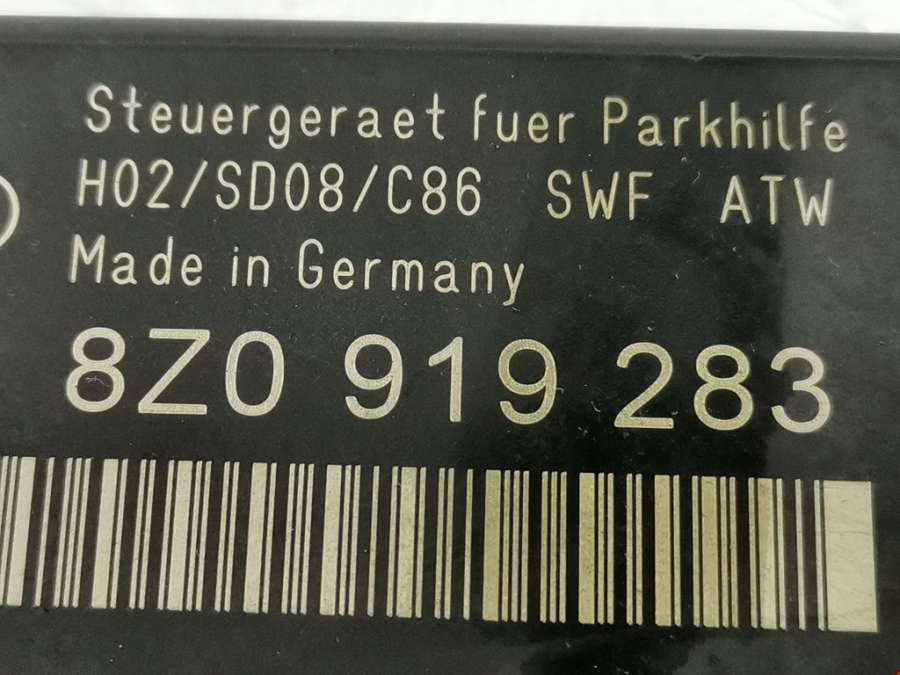 Steuergeraet fuer Parkhilfe
H02/SD08/C86 SWF ATW
Made in Germany
8Z0 919 283